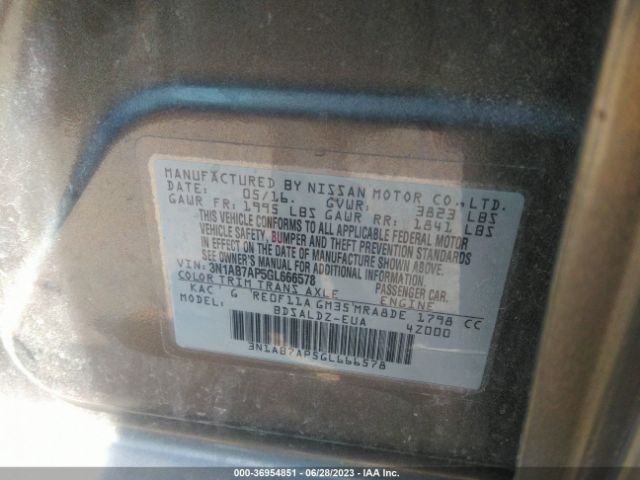 MANUFACTURED BY NISSAN MOTOR CO.,LTD.
DATE: 05/16. GVWR: 3823 LBS
GAWR FR: 1995 LBS GAWR RR: 1841 LBS
THIS VEHICLE CONFORMS TO ALL APPLICABLE FEDERAL MOTOR
VEHICLE SAFETY, BUMPER AND THEFT PREVENTION STANDARDS
IN EFFECT ON THE DATE OF MANUFACTURE SHOWN ABOVE.
SEE OWNER'S MANUAL FOR ADDITIONAL INFORMATION.
VIN: 3N1AB7AP5GL666578 PASSENGER CAR.
COLOR TRIM TRANS AXLE ENGINE
KAC G RE0F11A GM35 MRA8DE 1798 CC
MODEL: BDSALDZ-EUA 4Z000
3N1AB7AP5GL666578
000-36954851 - 06/28/2023 - IAA Inc.